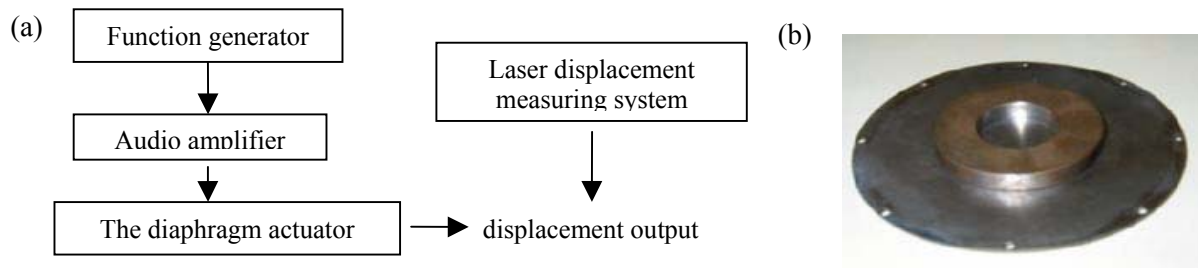 (a)
Function generator
Audio amplifier
The diaphragm actuator
Laser displacement
measuring system
displacement output
(b)